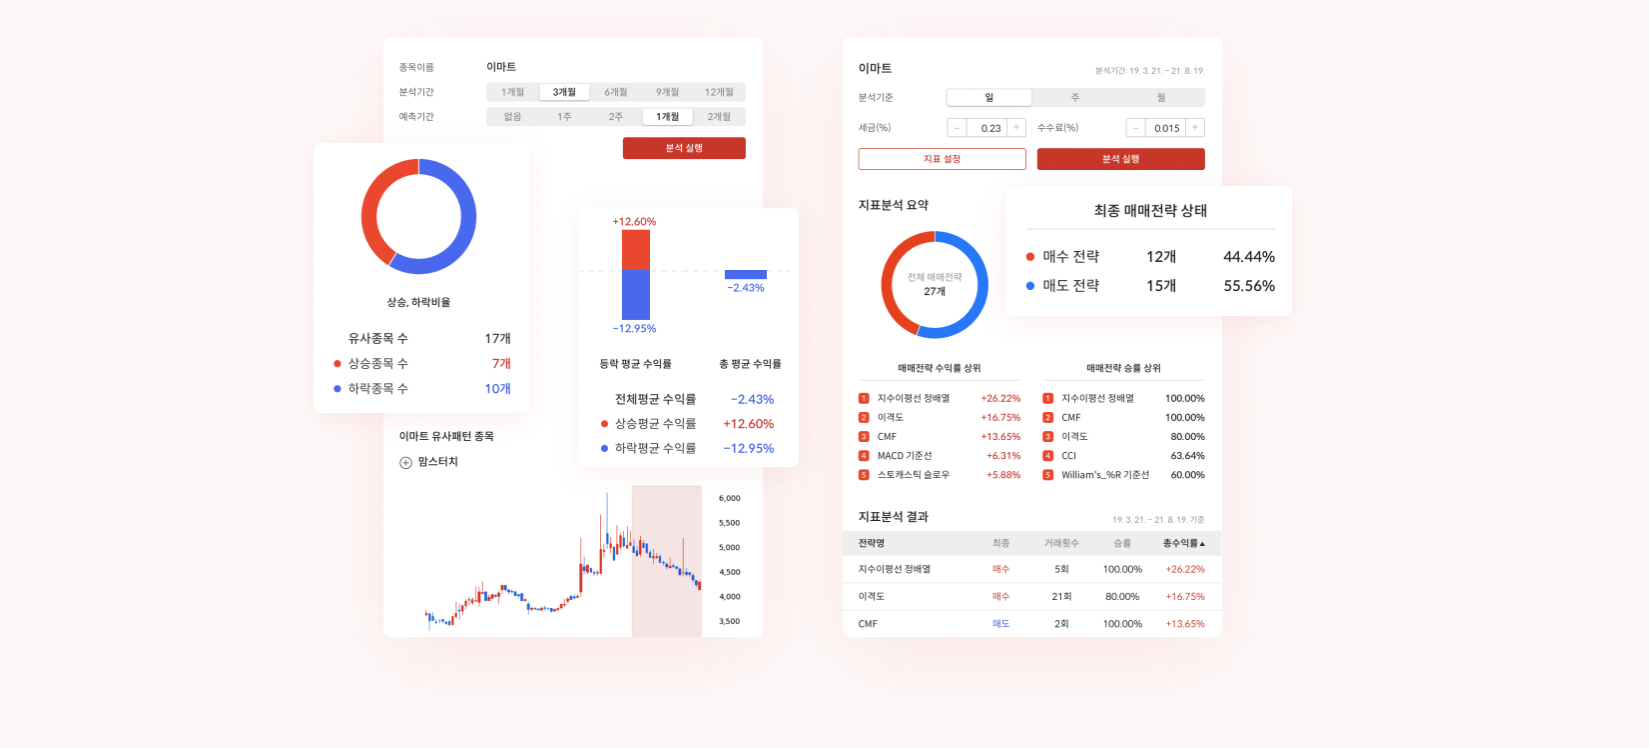 종목이름 이마트
분석기간 1개월 3개월 6개월 9개월 12개월
예측기간 없음 1주 2주 1개월 2개월
분석 실행
상승, 하락비율
유사종목 수 17개
상승종목 수 7개
하락종목 수 10개
+12.60%
−2.43%
−12.95%
등락 평균 수익률 총 평균 수익률
전체평균 수익률 −2.43%
상승평균 수익률 +12.60%
하락평균 수익률 −12.95%
이마트 유사패턴 종목
맘스터치
6,000
5,500
5,000
4,500
4,000
3,500
이마트 분석기간: 19. 3. 21. ~ 21. 8. 19.
분석기준 일 주 월
세금(%) − 0.23 + 수수료(%) − 0.015 +
지표 설정 분석 실행
지표분석 요약
전체 매매전략
27개
최종 매매전략 상태
매수 전략 12개 44.44%
매도 전략 15개 55.56%
매매전략 수익률 상위
1 지수이평선 정배열 +26.22%
2 이격도 +16.75%
3 CMF +13.65%
4 MACD 기준선 +6.31%
5 스토캐스틱 슬로우 +5.88%
매매전략 승률 상위
1 지수이평선 정배열 100.00%
2 CMF 100.00%
3 이격도 80.00%
4 CCI 63.64%
5 William's_%R 기준선 60.00%
지표분석 결과 19. 3. 21. ~ 21. 8. 19. 기준
전략명 최종 거래횟수 승률 총수익률▲
지수이평선 정배열 매수 5회 100.00% +26.22%
이격도 매수 21회 80.00% +16.75%
CMF 매도 2회 100.00% +13.65%